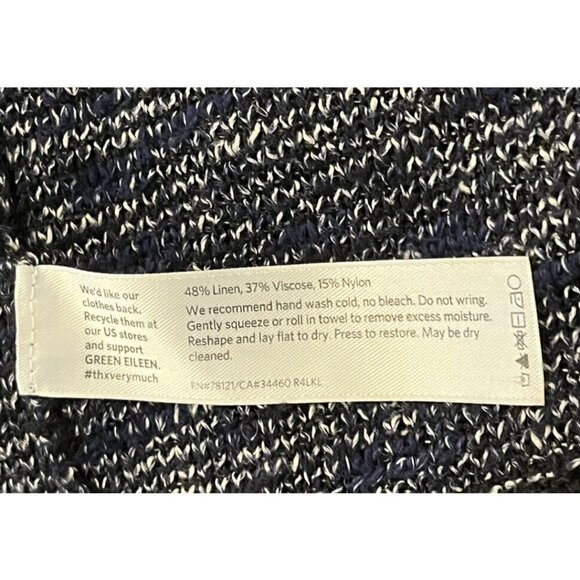 We'd like our
clothes back.
Recycle them at
our US stores
and support
GREEN EILEEN.
#thxverymuch
48% Linen, 37% Viscose, 15% Nylon
We recommend hand wash cold, no bleach. Do not wring.
Gently squeeze or roll in towel to remove excess moisture.
Reshape and lay flat to dry. Press to restore. May be dry
cleaned.
RN#78121/CA#34460 R4LKL